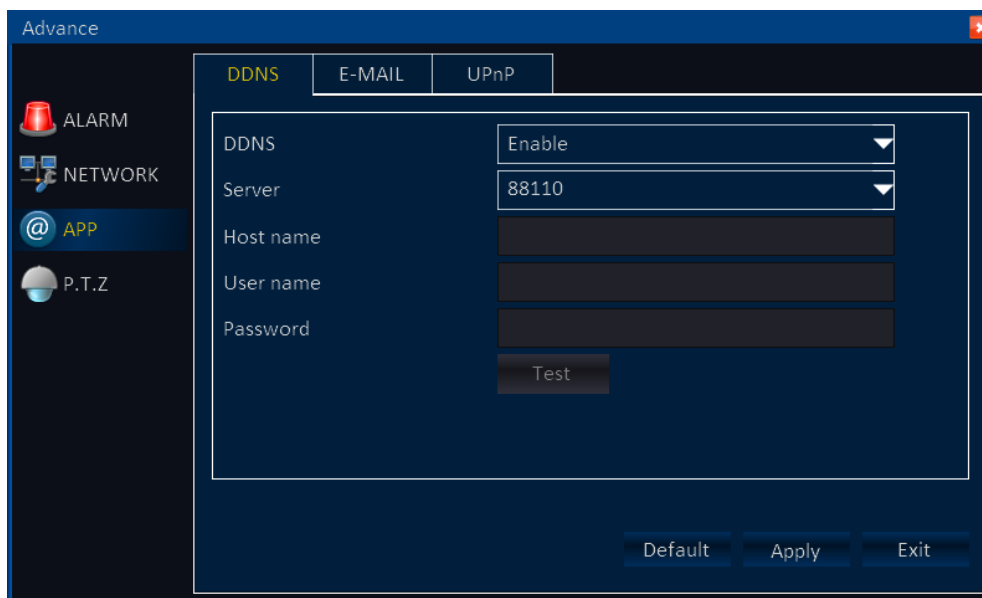 Advance
DDNS E-MAIL UPnP
ALARM
NETWORK
APP
P.T.Z
DDNS Enable
Server 88110
Host name
User name
Password
Test
Default Apply Exit